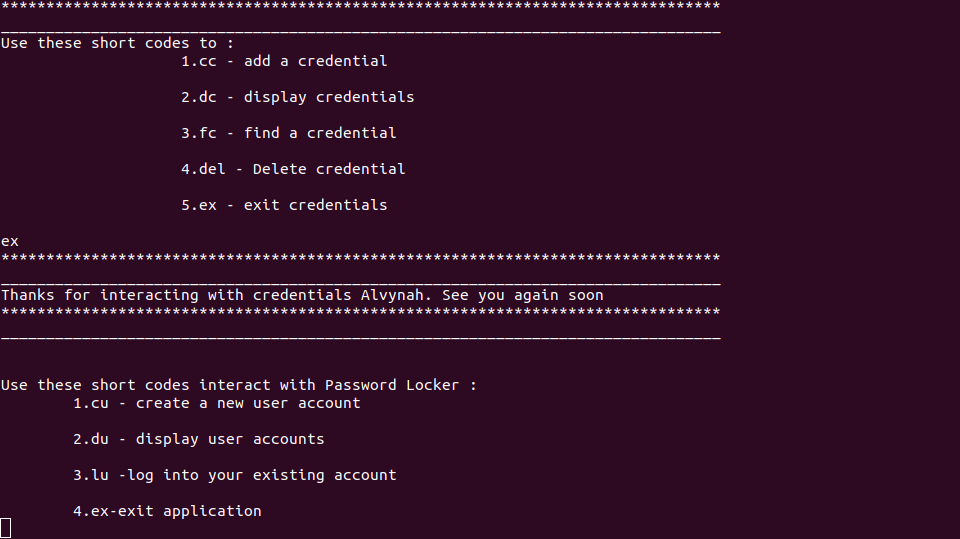 ********************************************************************************
________________________________________________________________________________
Use these short codes to :
                    1.cc - add a credential
                    2.dc - display credentials
                    3.fc - find a credential
                    4.del - Delete credential
                    5.ex - exit credentials
ex
********************************************************************************
________________________________________________________________________________
Thanks for interacting with credentials Alvynah. See you again soon
********************************************************************************
________________________________________________________________________________
Use these short codes interact with Password Locker :
        1.cu - create a new user account
        2.du - display user accounts
        3.lu -log into your existing account
        4.ex-exit application